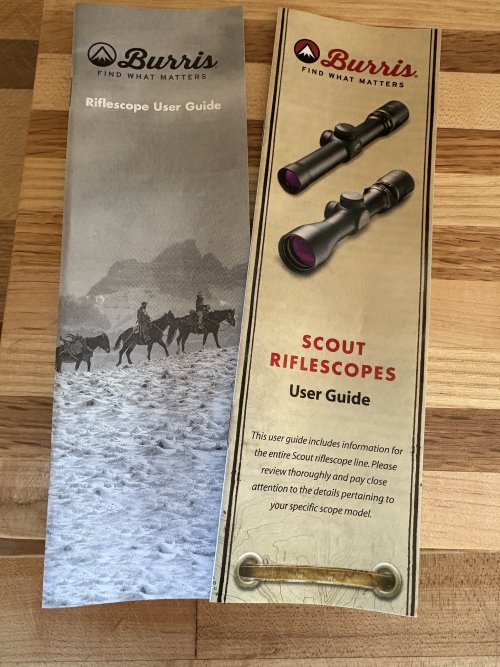 Burris
FIND WHAT MATTERS
Riflescope User Guide
Burris.
FIND WHAT MATTERS
SCOUT
RIFLESCOPES
User Guide
This user guide includes information for
the entire Scout riflescope line. Please
review thoroughly and pay close
attention to the details pertaining to
your specific scope model.